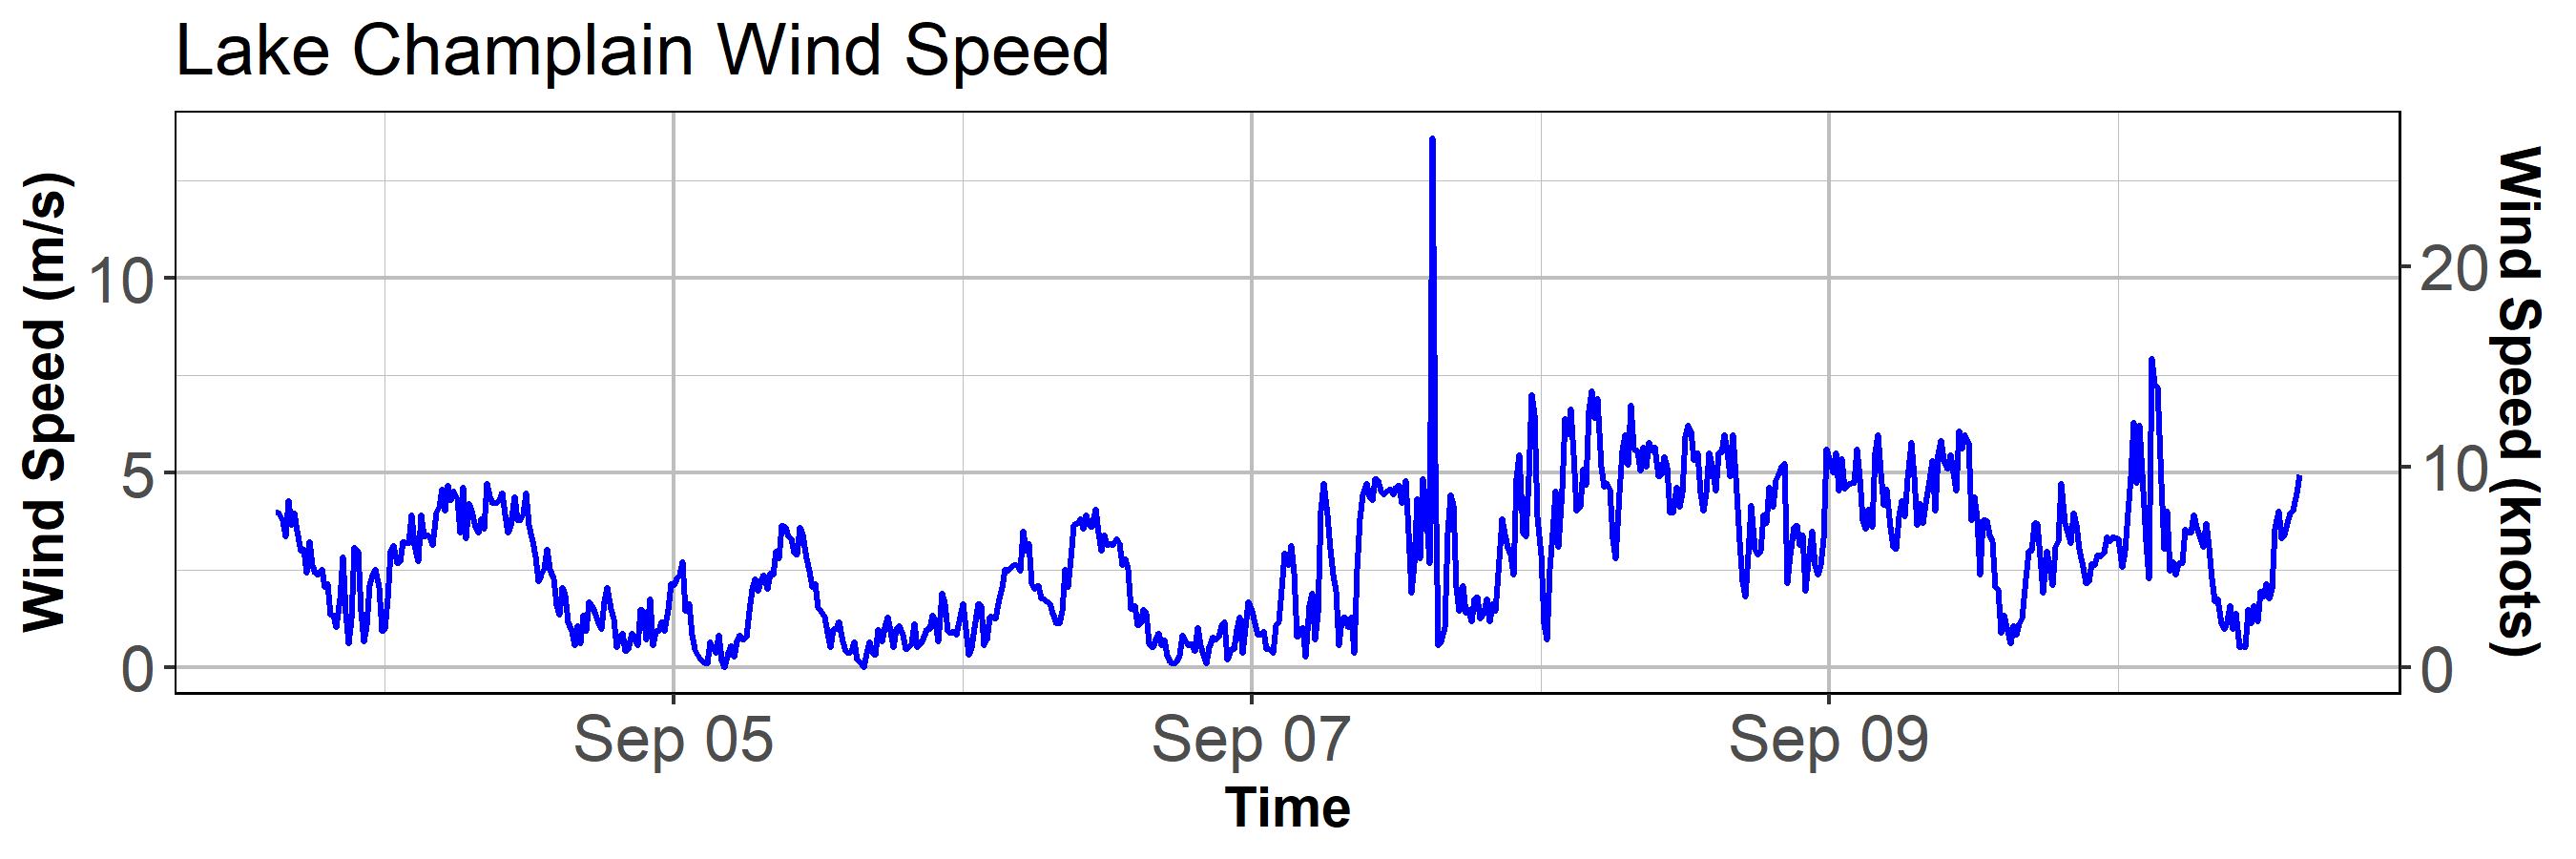 Lake Champlain Wind Speed
Wind Speed (m/s)
10
5
0
20
10
0
Wind Speed (knots)
Sep 05
Sep 07
Sep 09
Time